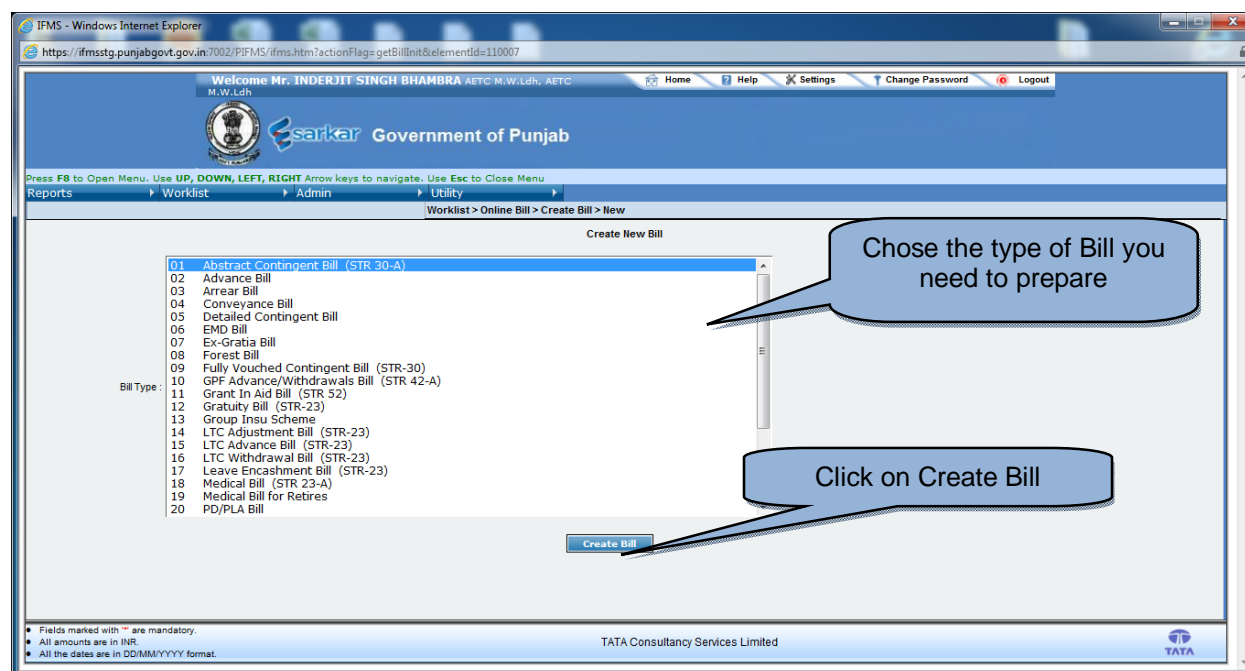 IFMS - Windows Internet Explorer
https://ifmsstg.punjabgovt.gov.in:7002/PIFMS/ifms.htm?actionFlag=getBillInit&elementId=110007
Welcome Mr. INDERJIT SINGH BHAMBRA AETC M.W.Ldh, AETC
M.W.Ldh
Home Help Settings Change Password Logout
esarkar Government of Punjab
Press F8 to Open Menu. Use UP, DOWN, LEFT, RIGHT Arrow keys to navigate. Use Esc to Close Menu
Reports Worklist Admin Utility
Worklist > Online Bill > Create Bill > New
Create New Bill
Chose the type of Bill you
need to prepare
Bill Type :
01 Abstract Contingent Bill (STR 30-A)
02 Advance Bill
03 Arrear Bill
04 Conveyance Bill
05 Detailed Contingent Bill
06 EMD Bill
07 Ex-Gratia Bill
08 Forest Bill
09 Fully Vouched Contingent Bill (STR-30)
10 GPF Advance/Withdrawals Bill (STR 42-A)
11 Grant In Aid Bill (STR 52)
12 Gratuity Bill (STR-23)
13 Group Insu Scheme
14 LTC Adjustment Bill (STR-23)
15 LTC Advance Bill (STR-23)
16 LTC Withdrawal Bill (STR-23)
17 Leave Encashment Bill (STR-23)
18 Medical Bill (STR 23-A)
19 Medical Bill for Retires
20 PD/PLA Bill
Click on Create Bill
Create Bill
Fields marked with "*" are mandatory.
All amounts are in INR.
All the dates are in DD/MM/YYYY format.
TATA Consultancy Services Limited
TATA